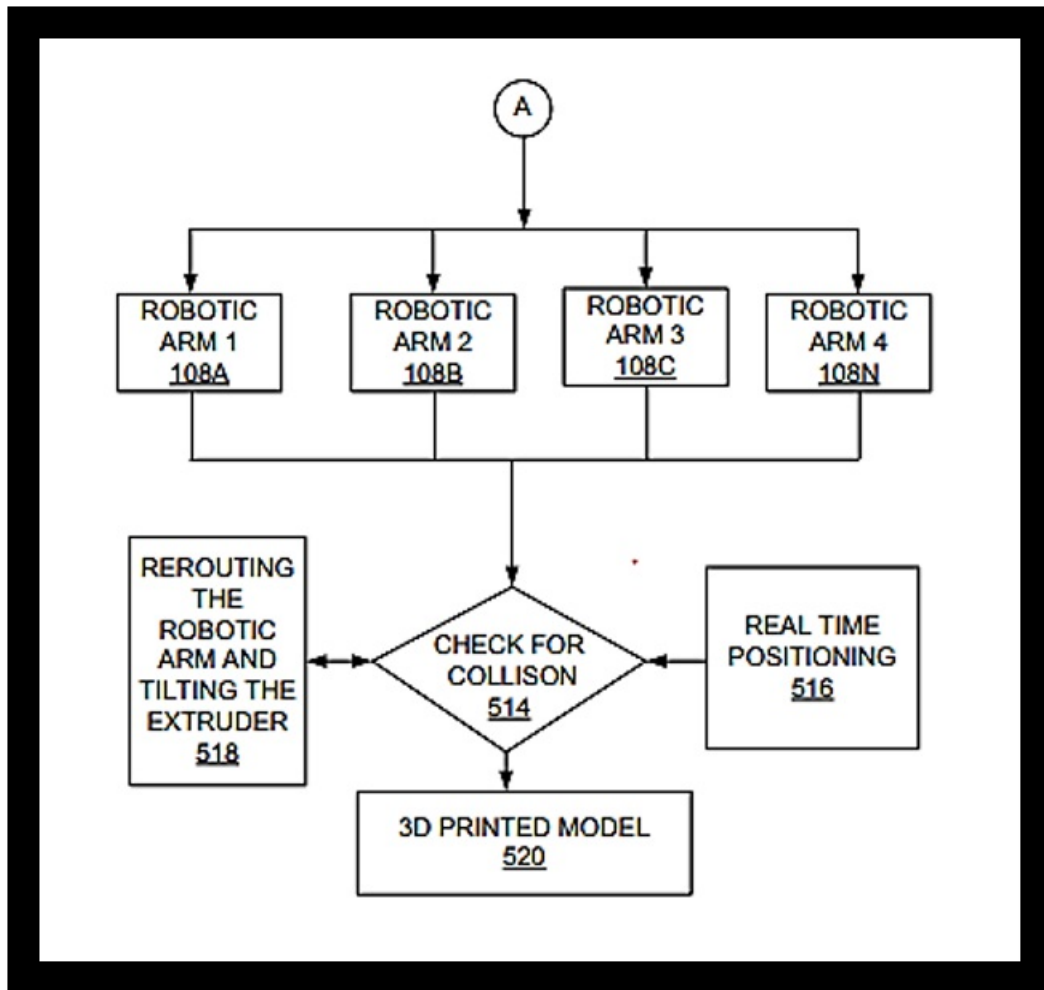 A
ROBOTIC
ARM 1
108A
ROBOTIC
ARM 2
108B
ROBOTIC
ARM 3
108C
ROBOTIC
ARM 4
108N
REROUTING
THE
ROBOTIC
ARM AND
TILTING THE
EXTRUDER
518
CHECK FOR
COLLISON
514
REAL TIME
POSITIONING
516
3D PRINTED MODEL
520